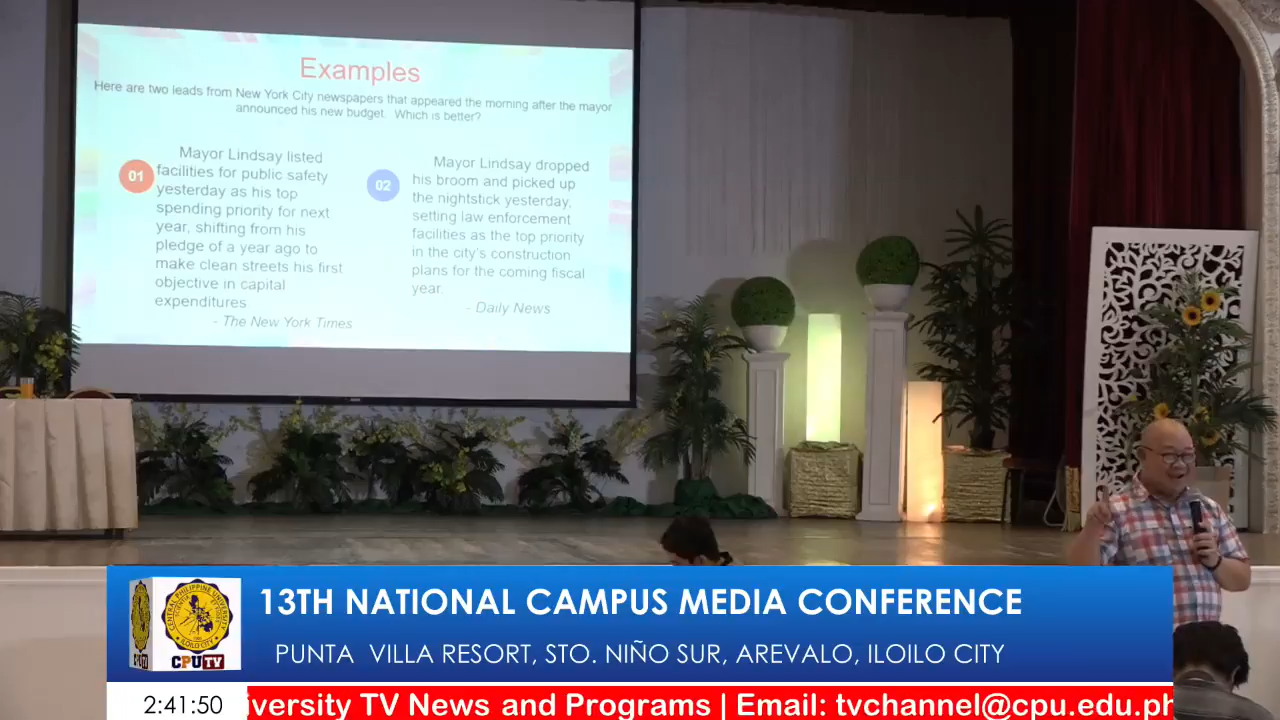 Examples
Here are two leads from New York City newspapers that appeared the morning after the mayor
announced his new budget. Which is better?
01
Mayor Lindsay listed
facilities for public safety
yesterday as his top
spending priority for next
year, shifting from his
pledge of a year ago to
make clean streets his first
objective in capital
expenditures
- The New York Times
02
Mayor Lindsay dropped
his broom and picked up
the nightstick yesterday,
setting law enforcement
facilities as the top priority
in the city's construction
plans for the coming fiscal
year.
- Daily News
CENTRAL PHILIPPINE UNIVERSITY
ILOILO CITY
CPUTV
13TH NATIONAL CAMPUS MEDIA CONFERENCE
PUNTA VILLA RESORT, STO. NIÑO SUR, AREVALO, ILOILO CITY
2:41:50
iversity TV News and Programs | Email: tvchannel@cpu.edu.ph